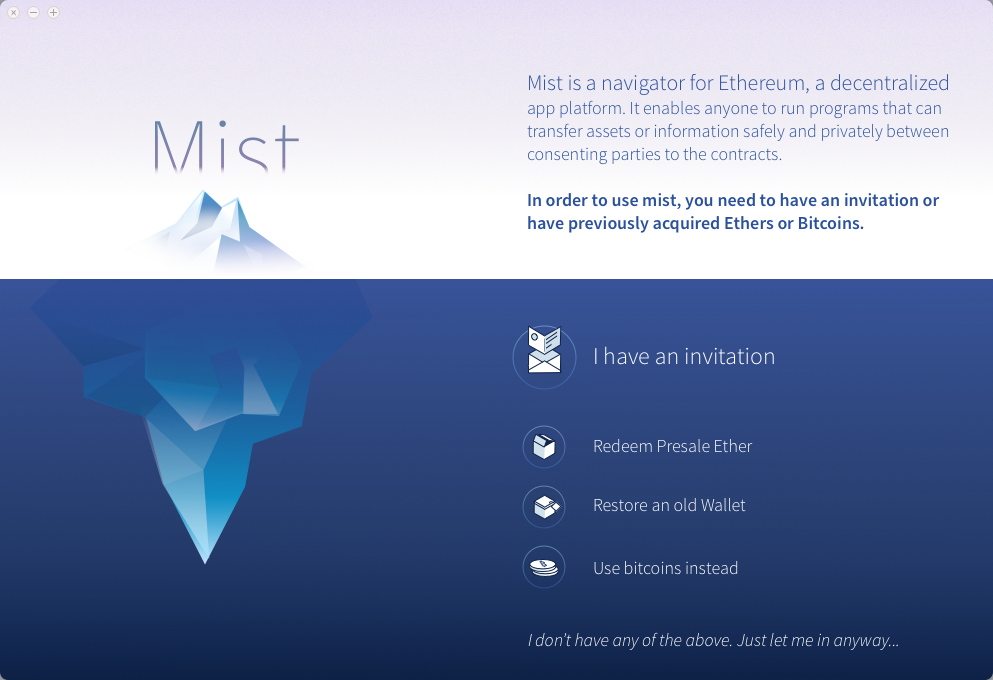 Mist
Mist is a navigator for Ethereum, a decentralized
app platform. It enables anyone to run programs that can
transfer assets or information safely and privately between
consenting parties to the contracts.
In order to use mist, you need to have an invitation or
have previously acquired Ethers or Bitcoins.
I have an invitation
Redeem Presale Ether
Restore an old Wallet
Use bitcoins instead
I don't have any of the above. Just let me in anyway...